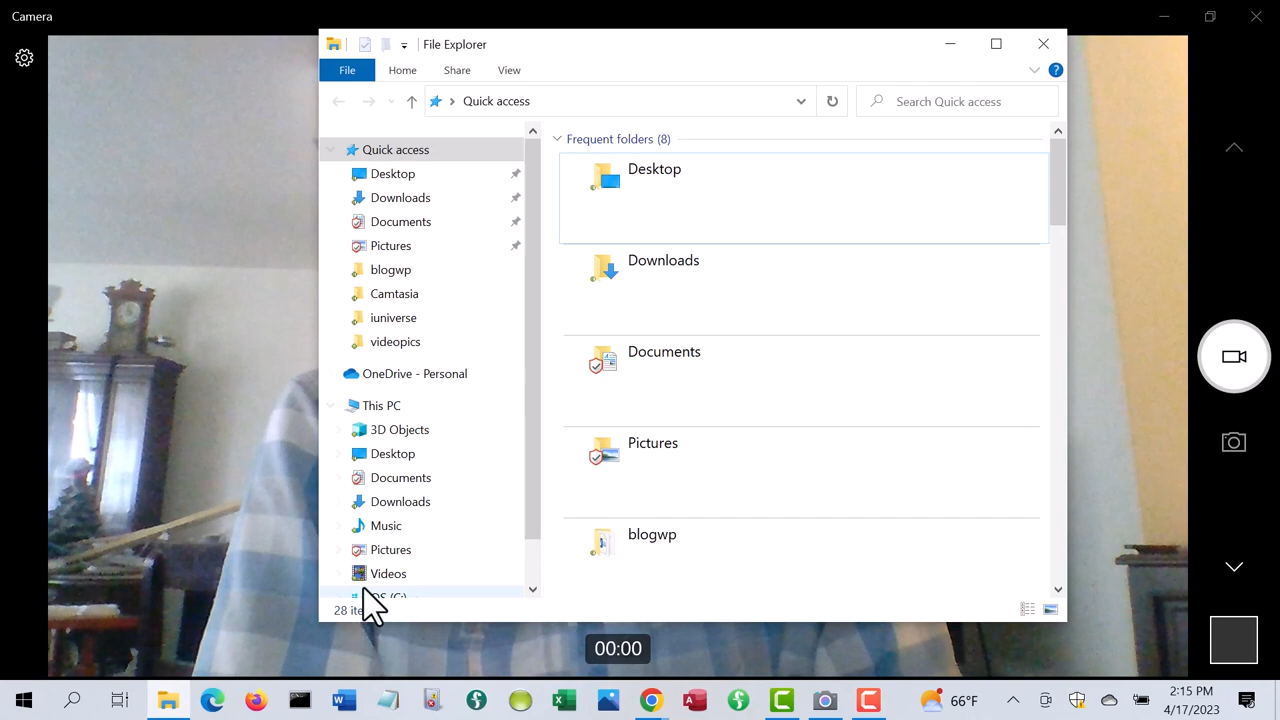 Camera
File Explorer
File Home Share View
Quick access
Search Quick access
Quick access
Desktop
Downloads
Documents
Pictures
blogwp
Camtasia
iuniverse
videopics
OneDrive - Personal
This PC
3D Objects
Desktop
Documents
Downloads
Music
Pictures
Videos
OS (C:)
28
Frequent folders (8)
Desktop
Downloads
Documents
Pictures
blogwp
00:00
66°F
2:15 PM
4/17/2023